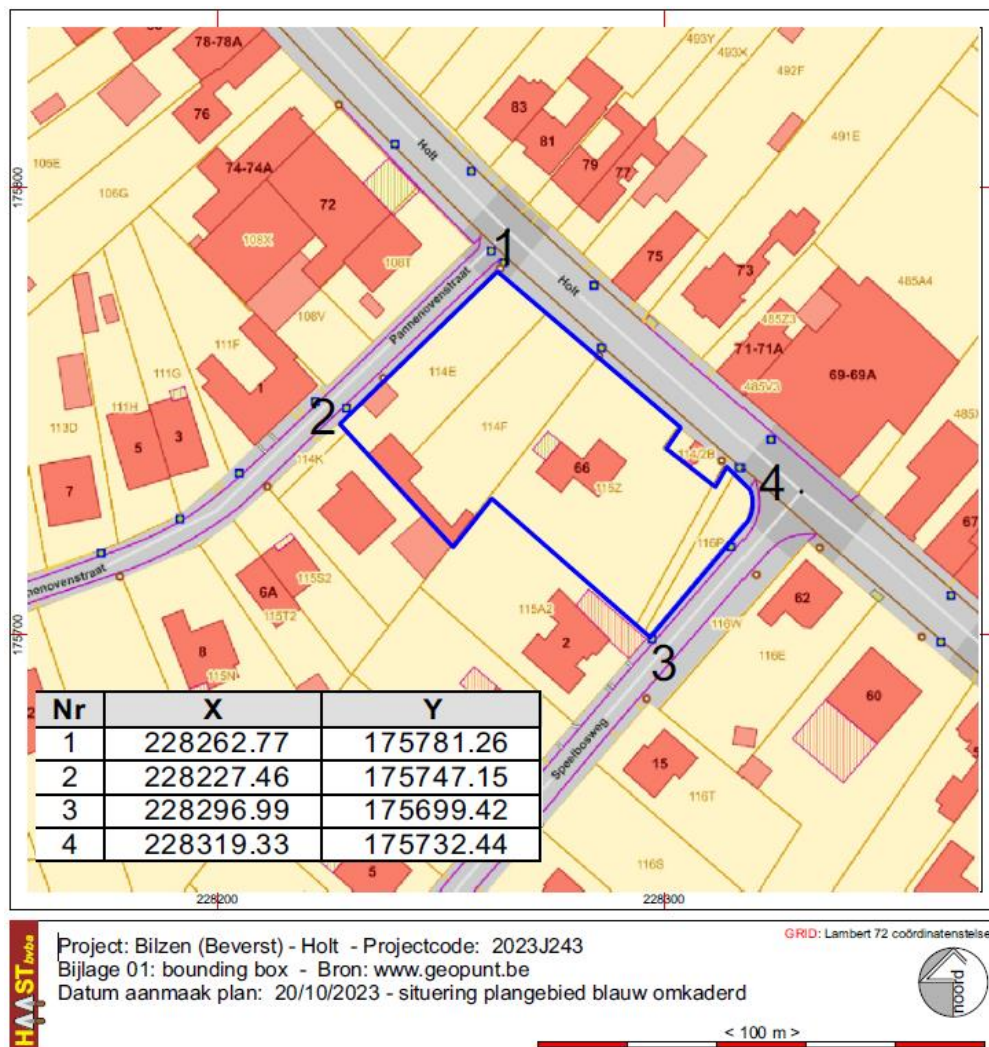 78-78A
493Y
493X
492F
76
83
81
79
77
491E
106E
106G
74-74A
72
Holt
108X
108T
175800
Pannenovenstraat
1
Holt
75
73
485A4
108V
485Z3
71-71A
69-69A
485V3
111F
111G
111H
113D
1
114E
2
114F
5
3
114K
7
66
115Z
114/2B
4
67
116P
nenovenstraat
6A
115S2
115T2
115A2
2
62
116W
116E
175700
8
115N
3
60
Speelbosweg
15
116T
116S
5
Nr X Y
1 228262.77 175781.26
2 228227.46 175747.15
3 228296.99 175699.42
4 228319.33 175732.44
228200
228300
HAAST bvba
Project: Bilzen (Beverst) - Holt - Projectcode: 2023J243
GRID: Lambert 72 coördinatenstelse
Bijlage 01: bounding box - Bron: www.geopunt.be
Datum aanmaak plan: 20/10/2023 - situering plangebied blauw omkaderd
noord
< 100 m >